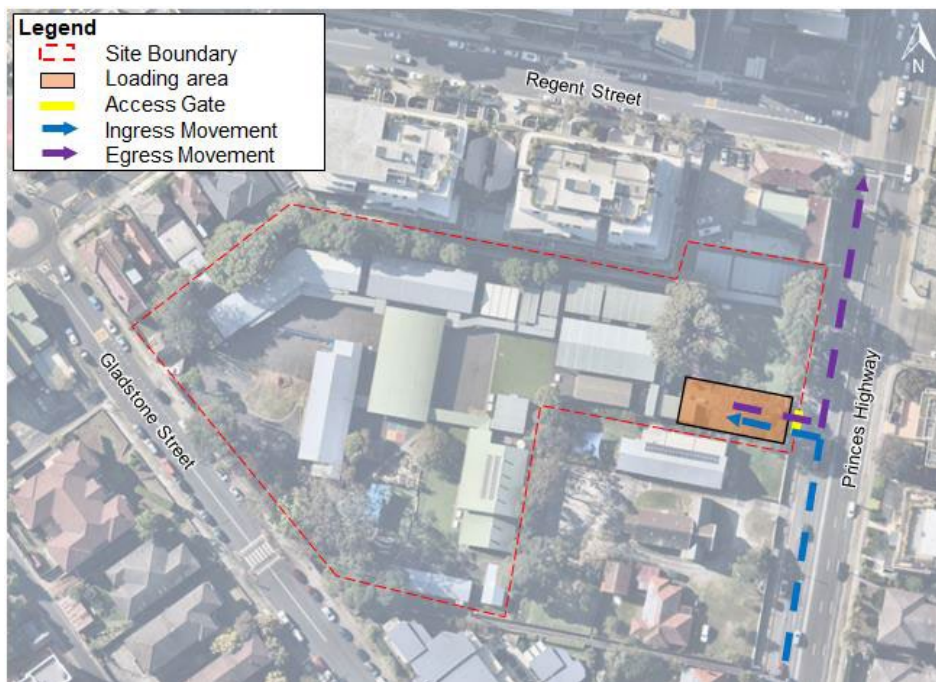 Legend
Site Boundary
Loading area
Access Gate
Ingress Movement
Egress Movement
N
Regent Street
Gladstone Street
Princes Highway